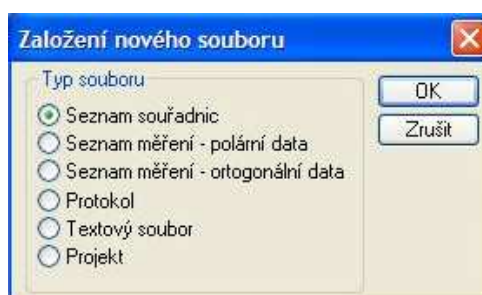 Založení nového souboru
Typ souboru
Seznam souřadnic
Seznam měření - polární data
Seznam měření - ortogonální data
Protokol
Textový soubor
Projekt
OK
Zrušit